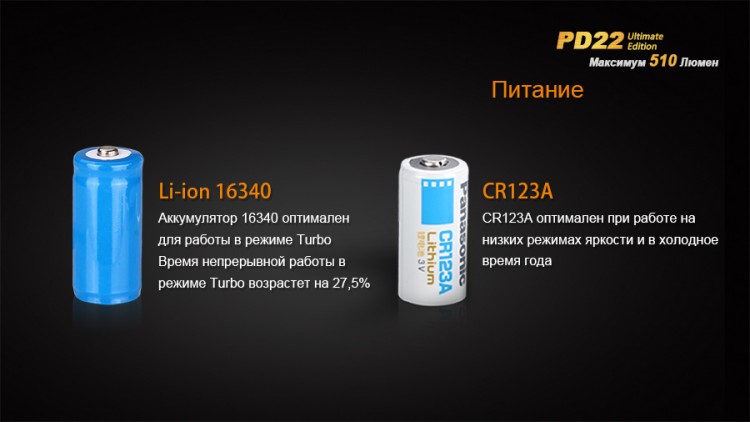 PD22 Ultimate Edition
Максимум 510 Люмен
Питание
Li-ion 16340
Аккумулятор 16340 оптимален
для работы в режиме Turbo
Время непрерывной работы в
режиме Turbo возрастет на 27,5%
CR123A
Lithium
3V
Panasonic
CR123A
CR123A оптимален при работе на
низких режимах яркости и в холодное
время года